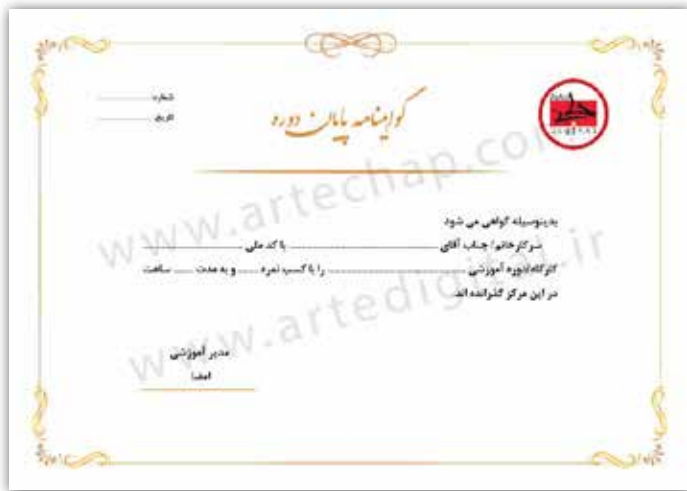 شماره ....................
تاریخ ....................
گواهینامه پایان دوره
بدینوسیله گواهی می شود
سرکار خانم/ جناب آقای ........................................ با کد ملی ........................................
کارگاه/دوره آموزشی ........................................ را با کسب نمره ...... و به مدت ...... ساعت
در این مرکز گذرانده اند.
مدیر آموزشی
امضا
www.artechap.com
www.artedigital.ir